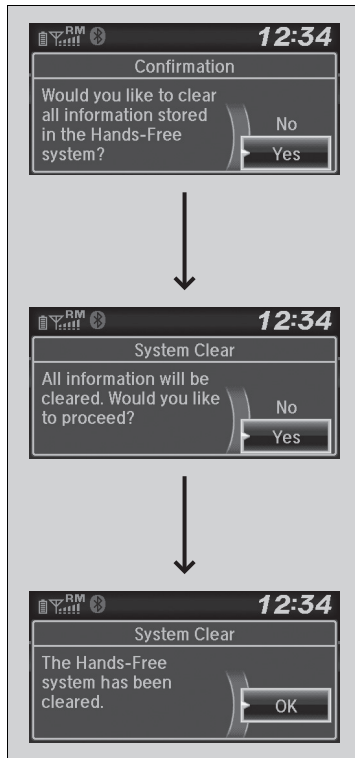 RM 12:34
Confirmation
Would you like to clear
all information stored
in the Hands-Free
system?
No
Yes
RM 12:34
System Clear
All information will be
cleared. Would you like
to proceed?
No
Yes
RM 12:34
System Clear
The Hands-Free
system has been
cleared.
OK